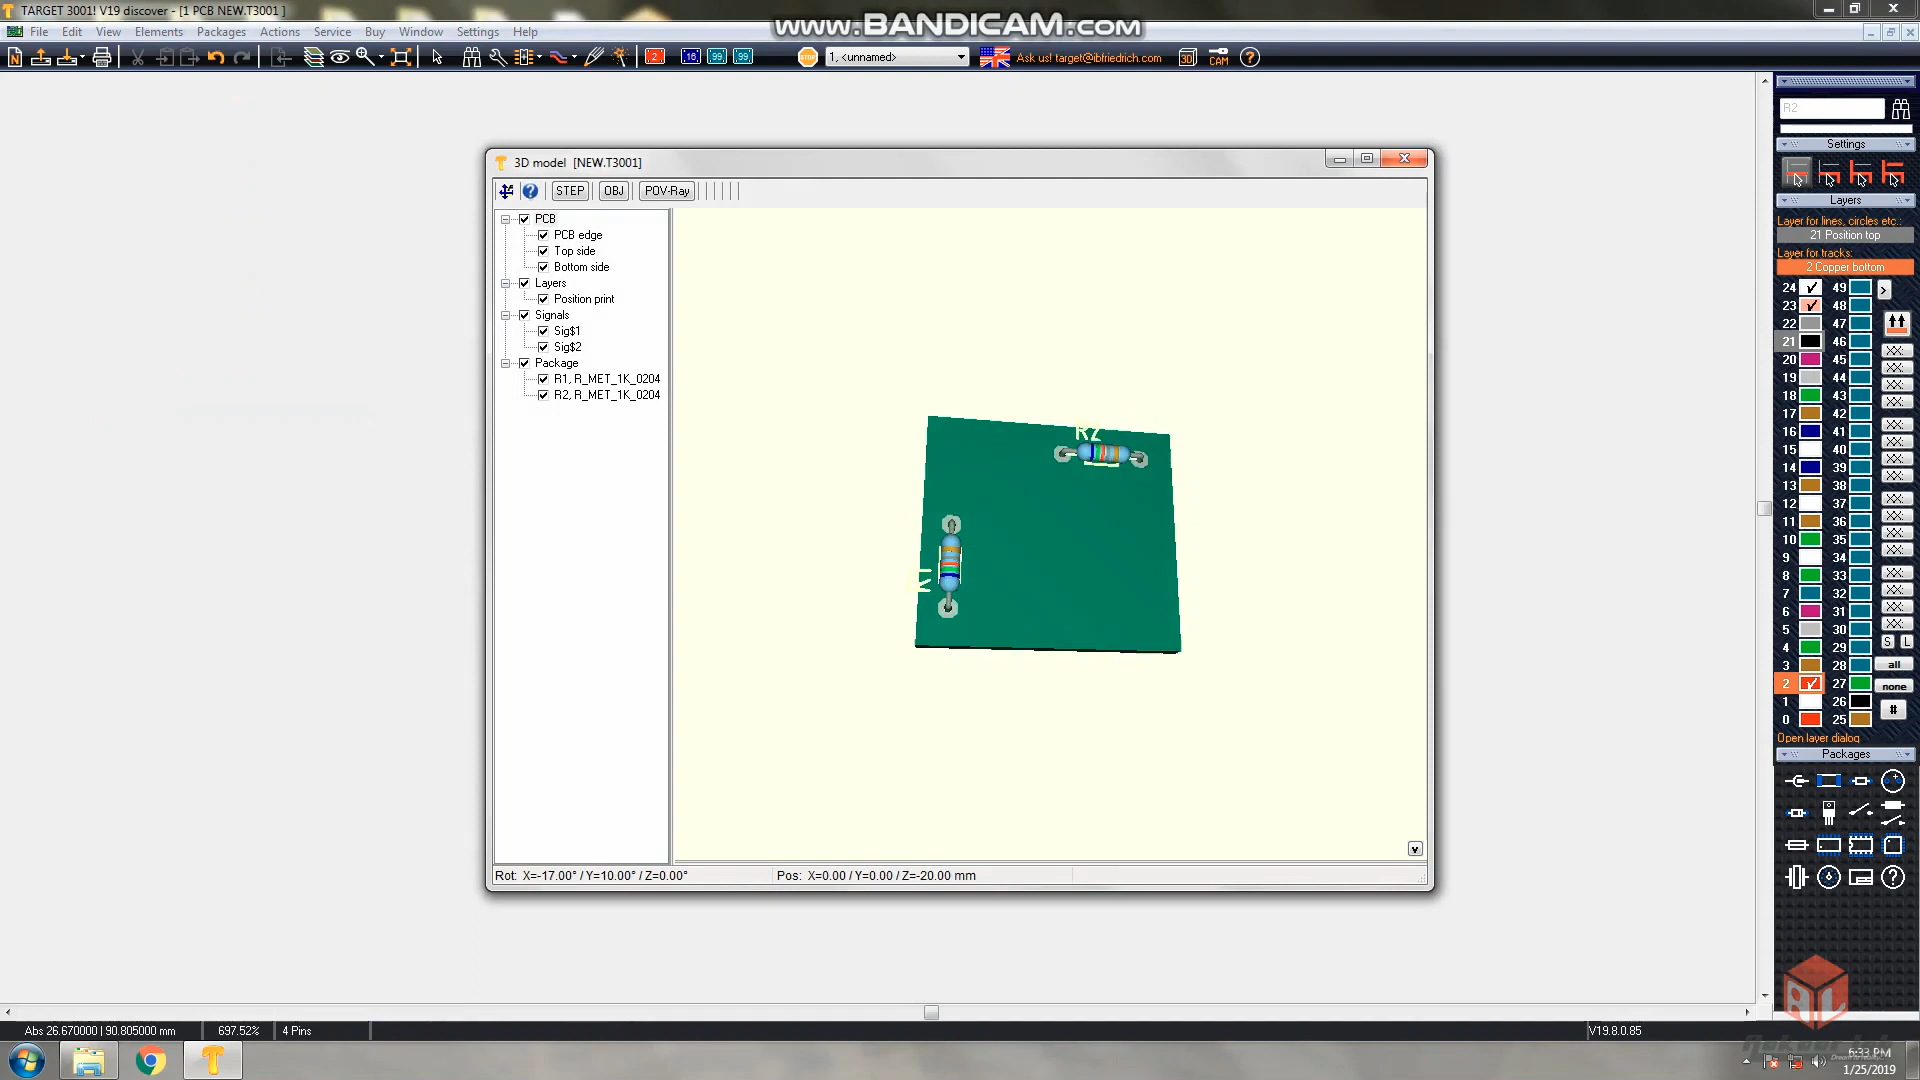 TARGET 3001! V19 discover - [1 PCB NEW.T3001 ]
www.BANDICAM.com
File Edit View Elements Packages Actions Service Buy Window Settings Help
2 16 99 99 STOP 1, <unnamed> Ask us! target@ibfriedrich.com 3D CAM ?
R2
Settings
Layers
Layer for lines, circles etc.:
21 Position top
Layer for tracks:
2 Copper bottom
24 49 >
23 48
22 47
21 46
20 45
19 44
18 43
17 42
16 41
15 40
14 39
13 38
12 37
11 36
10 35
9 34
8 33
7 32
6 31
5 30 S L
4 29
3 28 all
2 27 none
1 26 #
0 25
Open layer dialog
Packages
3D model [NEW.T3001]
STEP OBJ POV-Ray
PCB
PCB edge
Top side
Bottom side
Layers
Position print
Signals
Sig$1
Sig$2
Package
R1, R_MET_1K_0204
R2, R_MET_1K_0204
R2
Rot: X=-17.00° / Y=10.00° / Z=0.00° Pos: X=0.00 / Y=0.00 / Z=-20.00 mm
Abs 26.670000 | 90.805000 mm 697.52% 4 Pins V19.8.0.85
6:33 PM
1/25/2019